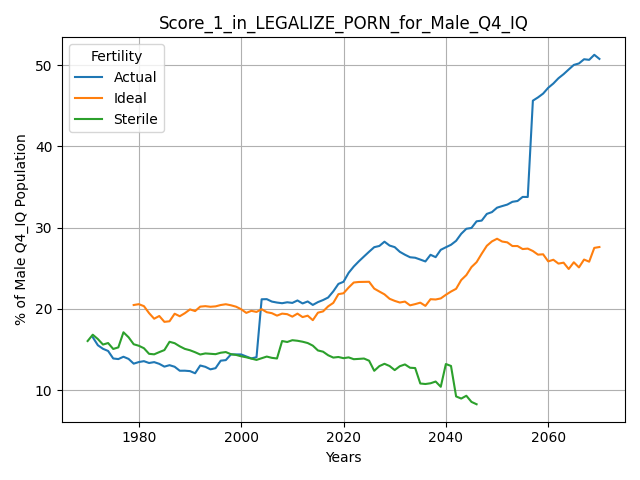 Score_1_in_LEGALIZE_PORN_for_Male_Q4_IQ
Fertility
Actual
Ideal
Sterile
% of Male Q4_IQ Population
50
40
30
20
10
1980 2000 2020 2040 2060
Years